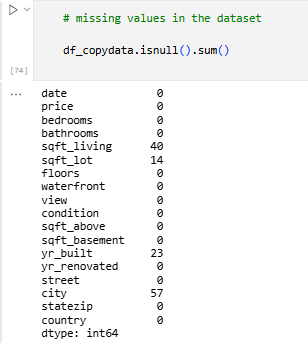 # missing values in the dataset
df_copydata.isnull().sum()
[74]
... date 0
price 0
bedrooms 0
bathrooms 0
sqft_living 40
sqft_lot 14
floors 0
waterfront 0
view 0
condition 0
sqft_above 0
sqft_basement 0
yr_built 23
yr_renovated 0
street 0
city 57
statezip 0
country 0
dtype: int64